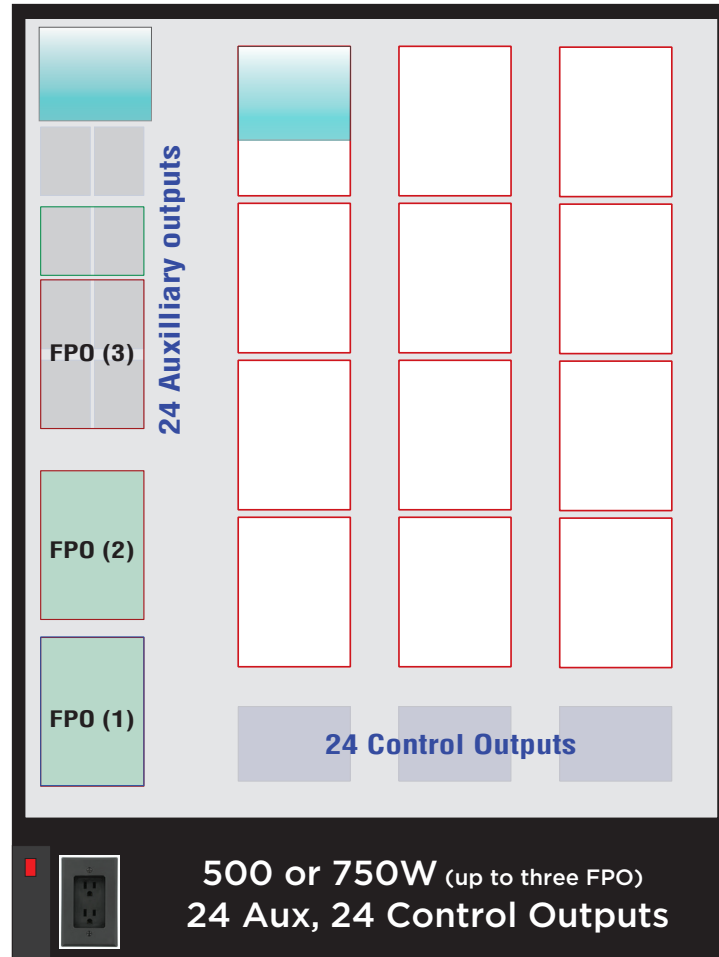 24 Auxilliary outputs
FPO (3)
FPO (2)
FPO (1)
24 Control Outputs
500 or 750W (up to three FPO)
24 Aux, 24 Control Outputs